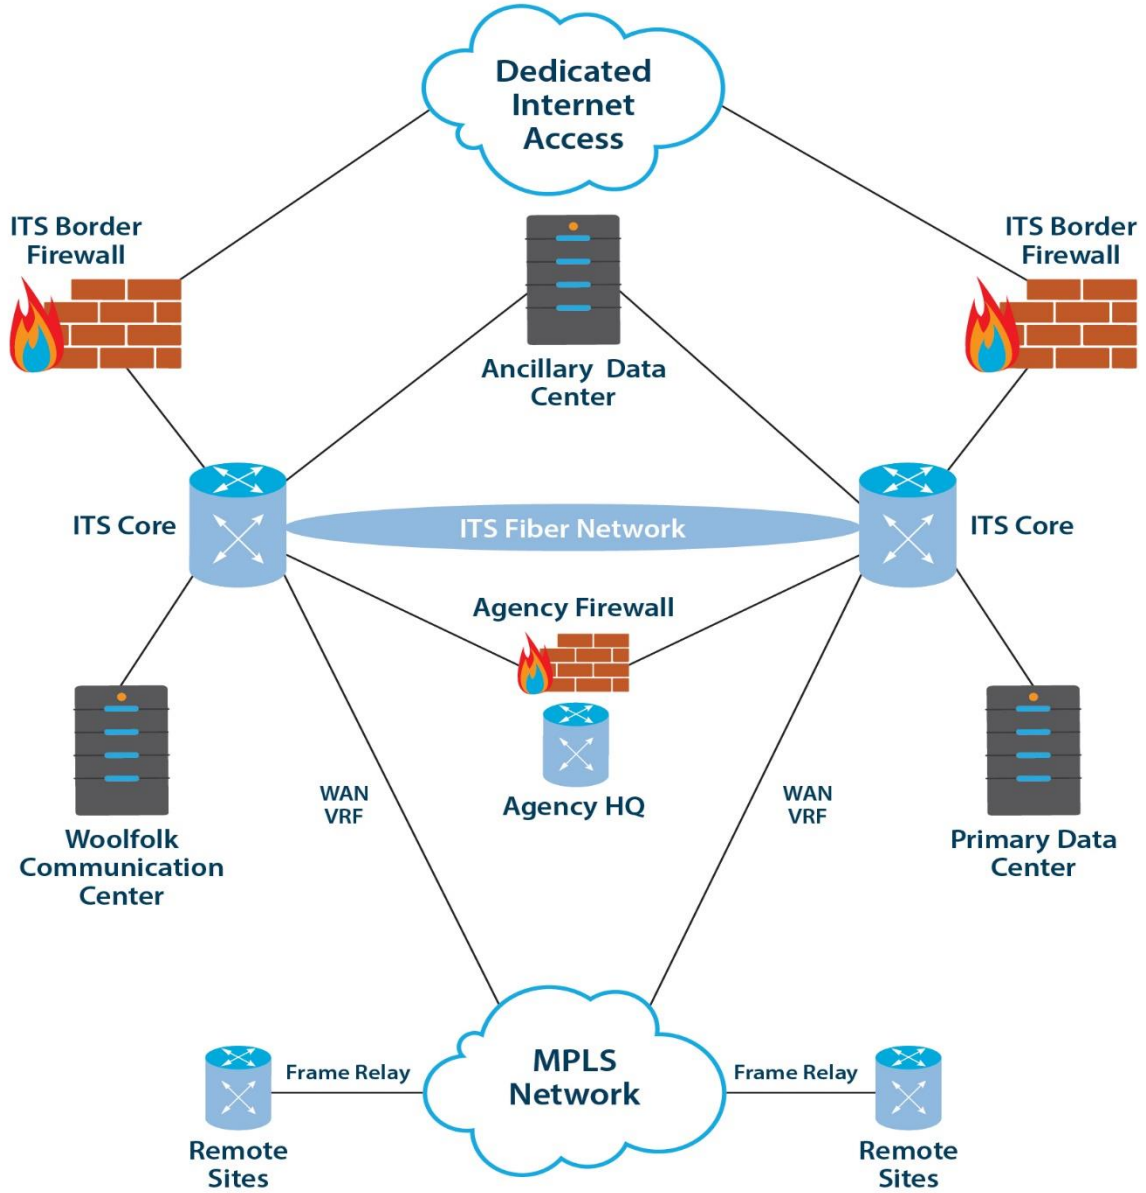 Dedicated
Internet
Access
ITS Border
Firewall
ITS Border
Firewall
Ancillary Data
Center
ITS Core
ITS Fiber Network
ITS Core
Agency Firewall
Agency HQ
WAN
VRF
WAN
VRF
Woolfolk
Communication
Center
Primary Data
Center
MPLS
Network
Frame Relay
Frame Relay
Remote
Sites
Remote
Sites